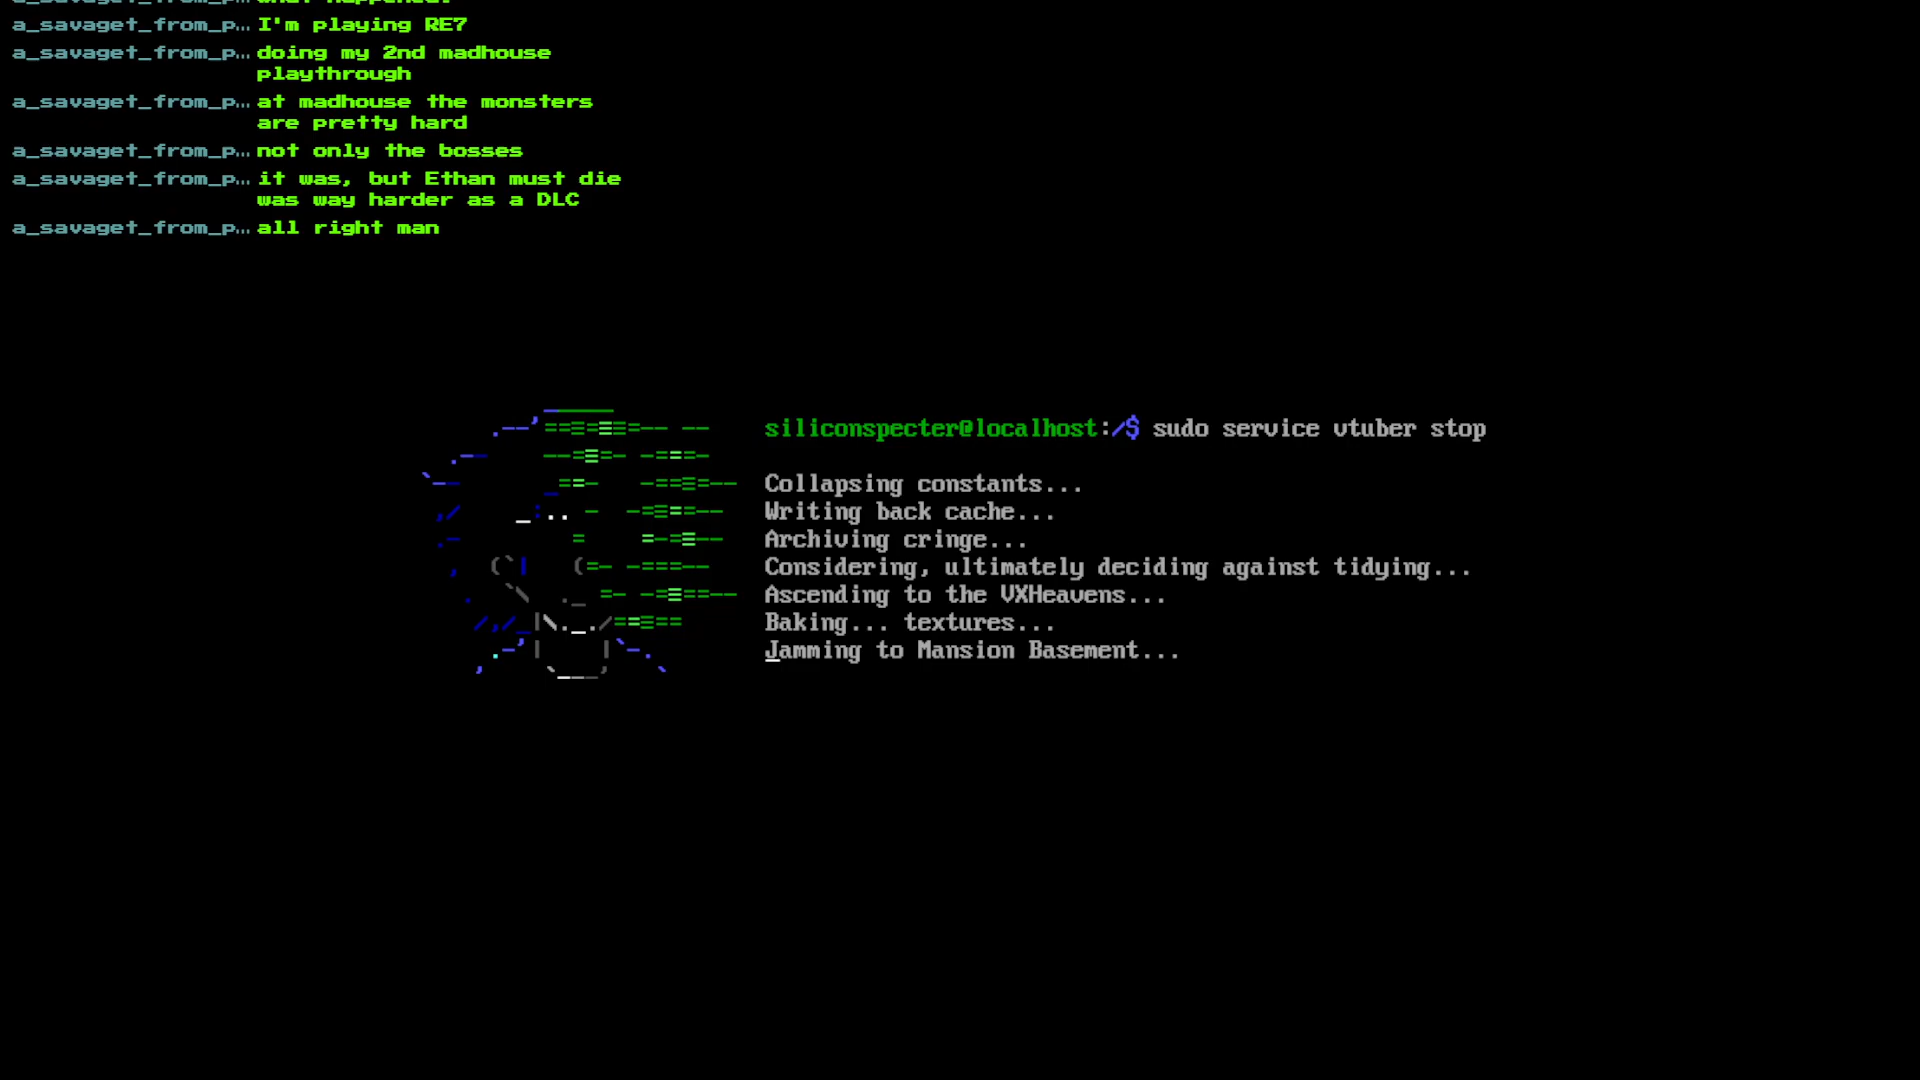 a_savaget_from_p… what happened?
a_savaget_from_p… I'm playing RE7
a_savaget_from_p… doing my 2nd madhouse
playthrough
a_savaget_from_p… at madhouse the monsters
are pretty hard
a_savaget_from_p… not only the bosses
a_savaget_from_p… it was, but Ethan must die
was way harder as a DLC
a_savaget_from_p… all right man
siliconspecter@localhost:/$ sudo service vtuber stop
Collapsing constants...
Writing back cache...
Archiving cringe...
Considering, ultimately deciding against tidying...
Ascending to the VXHeavens...
Baking... textures...
Jamming to Mansion Basement...